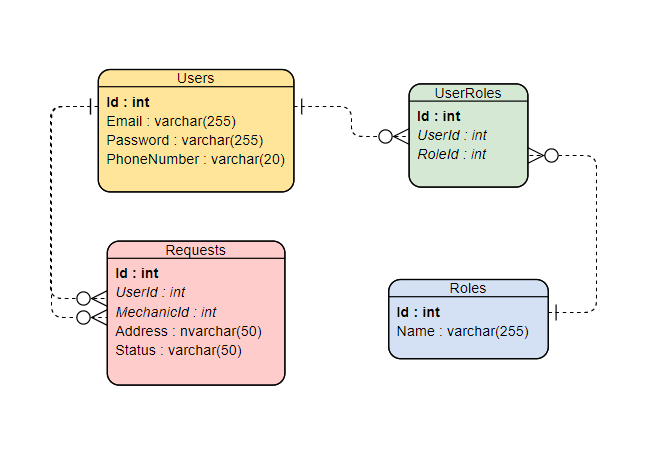 Users
Id : int
Email : varchar(255)
Password : varchar(255)
PhoneNumber : varchar(20)
UserRoles
Id : int
UserId : int
RoleId : int
Requests
Id : int
UserId : int
MechanicId : int
Address : nvarchar(50)
Status : varchar(50)
Roles
Id : int
Name : varchar(255)